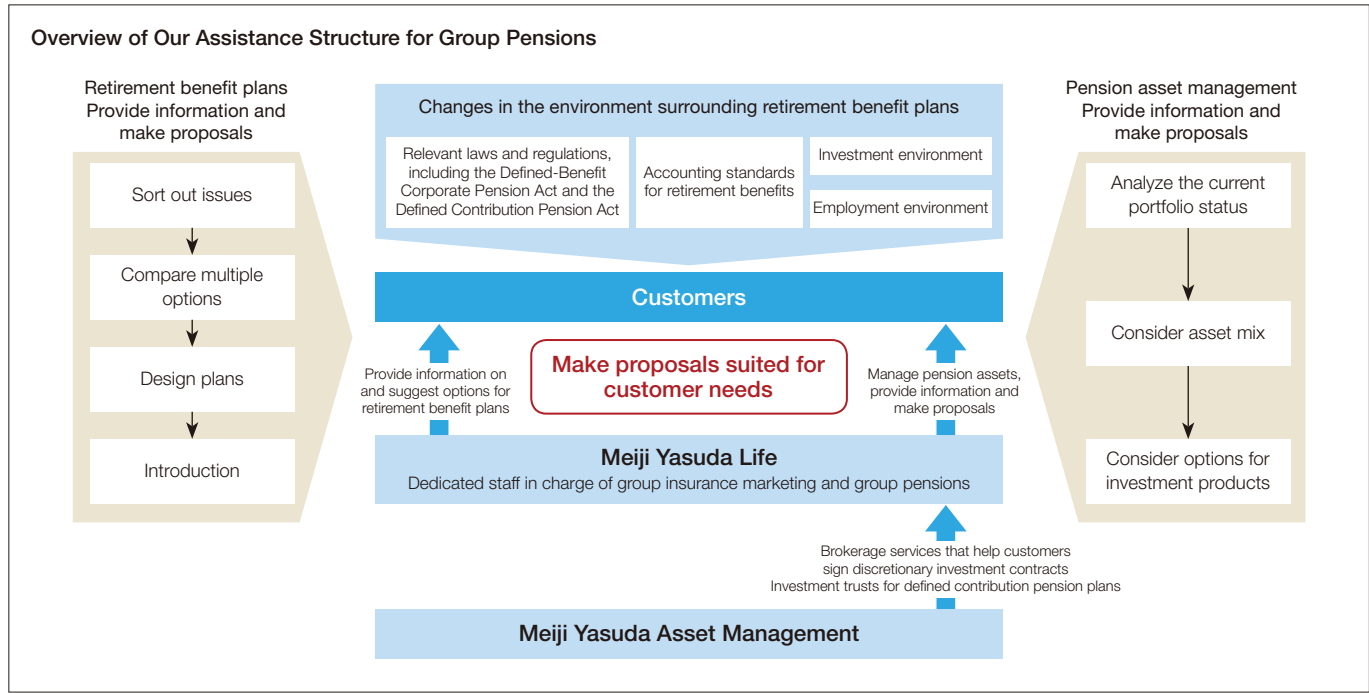 Overview of Our Assistance Structure for Group Pensions
Retirement benefit plans
Provide information and
make proposals
Sort out issues
Compare multiple
options
Design plans
Introduction
Changes in the environment surrounding retirement benefit plans
Relevant laws and regulations,
including the Defined-Benefit
Corporate Pension Act and the
Defined Contribution Pension Act
Accounting standards
for retirement benefits
Investment environment
Employment environment
Customers
Provide information on
and suggest options for
retirement benefit plans
Make proposals suited for
customer needs
Manage pension assets,
provide information and
make proposals
Meiji Yasuda Life
Dedicated staff in charge of group insurance marketing and group pensions
Brokerage services that help customers
sign discretionary investment contracts
Investment trusts for defined contribution pension plans
Meiji Yasuda Asset Management
Pension asset management
Provide information and
make proposals
Analyze the current
portfolio status
Consider asset mix
Consider options for
investment products